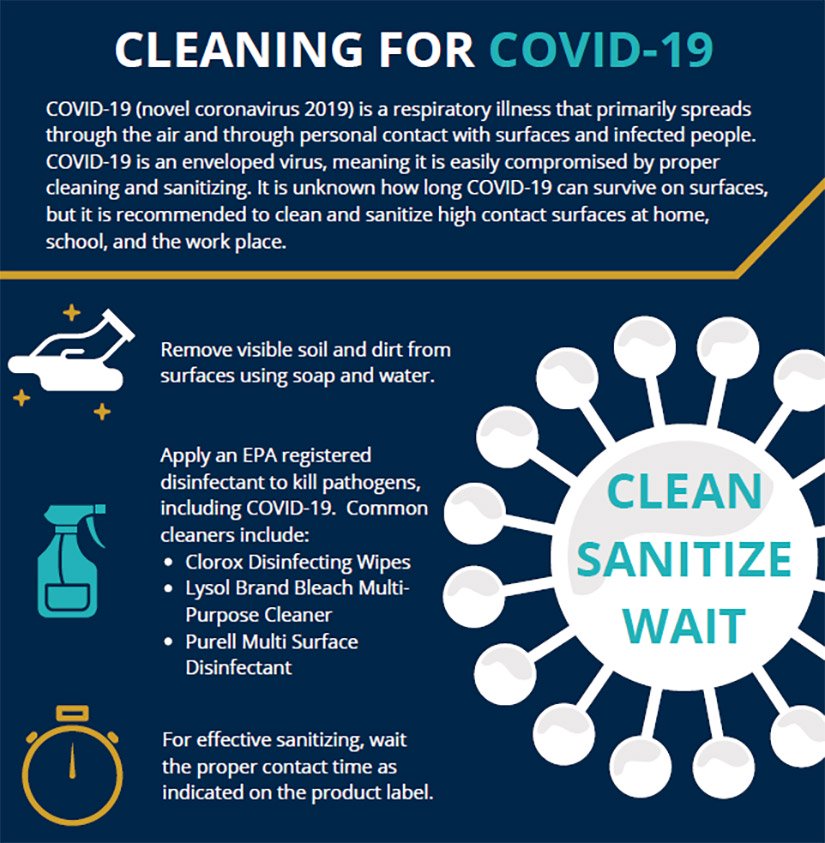 CLEANING FOR COVID-19
COVID-19 (novel coronavirus 2019) is a respiratory illness that primarily spreads
through the air and through personal contact with surfaces and infected people.
COVID-19 is an enveloped virus, meaning it is easily compromised by proper
cleaning and sanitizing. It is unknown how long COVID-19 can survive on surfaces,
but it is recommended to clean and sanitize high contact surfaces at home,
school, and the work place.
Remove visible soil and dirt from
surfaces using soap and water.
Apply an EPA registered
disinfectant to kill pathogens,
including COVID-19.  Common
cleaners include:
• Clorox Disinfecting Wipes
• Lysol Brand Bleach Multi-
Purpose Cleaner
• Purell Multi Surface
Disinfectant
For effective sanitizing, wait
the proper contact time as
indicated on the product label.
CLEAN
SANITIZE
WAIT